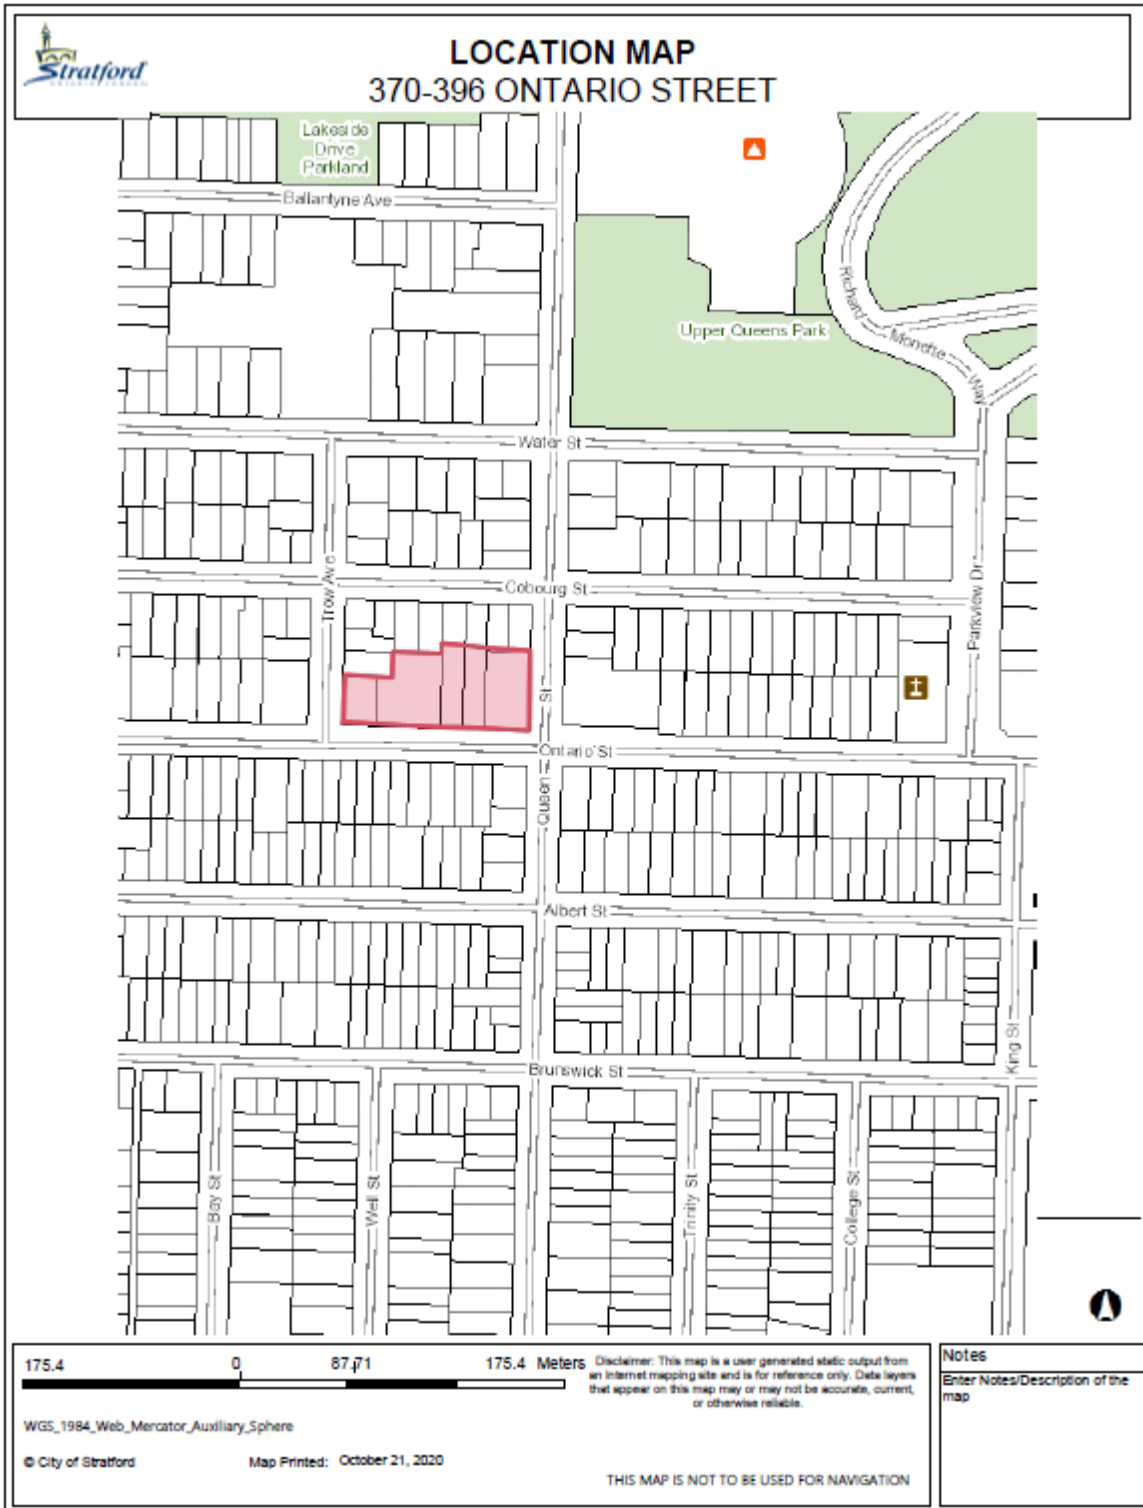 Stratford
LOCATION MAP
370-396 ONTARIO STREET
Lakeside
Drive
Parkland
Ballantyne Ave
Richard
Monette
Way
Upper Queens Park
Water St
Trow Ave
Cobourg St
Parkview Dr
Ontario St
Queen St
Albert St
King St
Brunswick St
Bay St
Well St
Trinity St
College St
175.4 0 87.71 175.4 Meters
Disclaimer: This map is a user generated static output from
an Internet mapping site and is for reference only. Data layers
that appear on this map may or may not be accurate, current,
or otherwise reliable.
WGS_1984_Web_Mercator_Auxiliary_Sphere
© City of Stratford
Map Printed: October 21, 2020
THIS MAP IS NOT TO BE USED FOR NAVIGATION
Notes
Enter Notes/Description of the
map